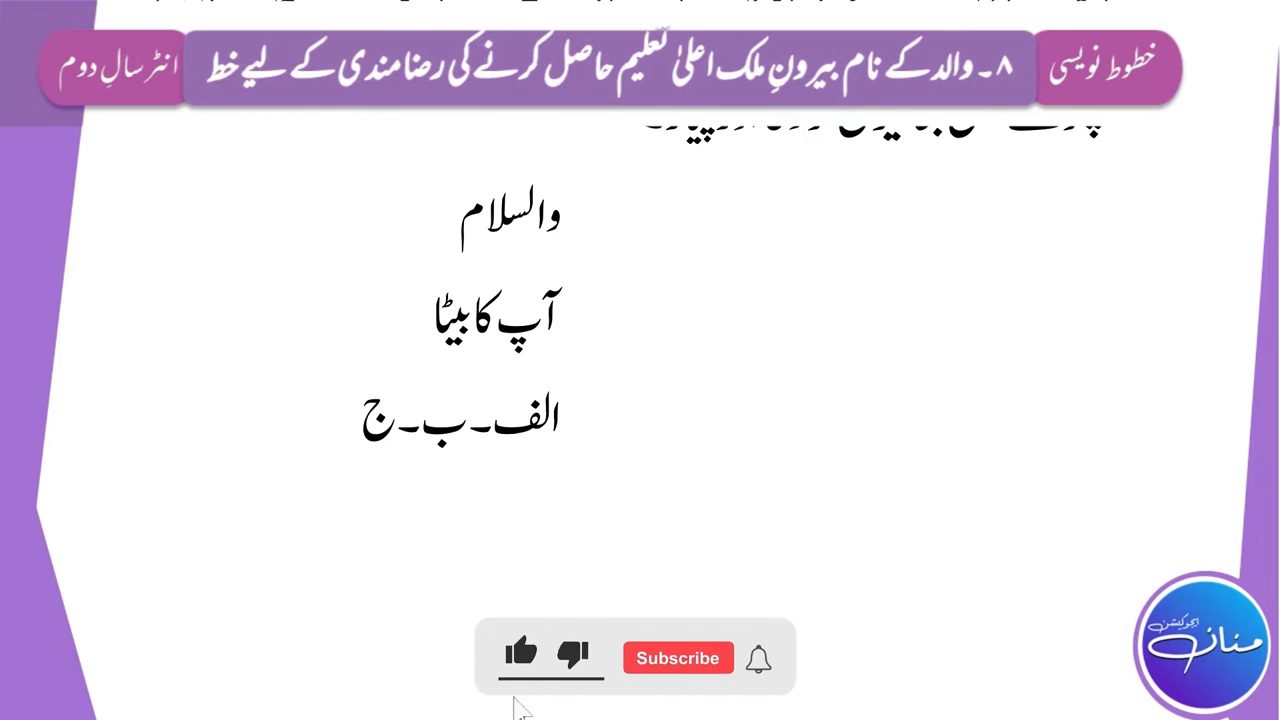 خطوط نویسی
۸۔ والد کے نام بیرونِ ملک اعلیٰ تعلیم حاصل کرنے کی رضامندی کے لیے خط
انٹر سالِ دوم
والسلام
آپ کا بیٹا
الف۔ب۔ج
Subscribe
ایجوکیشن